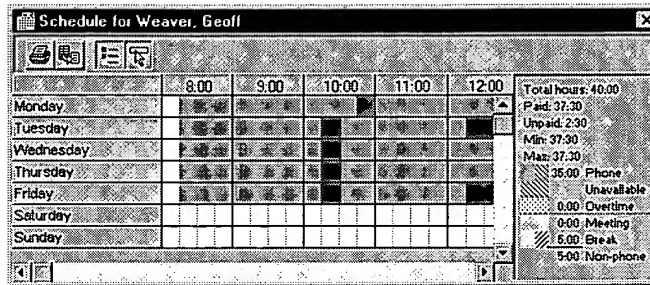 Schedule for Weaver, Geoff
8:00 9:00 10:00 11:00 12:00
Monday
Tuesday
Wednesday
Thursday
Friday
Saturday
Sunday
Total hours: 40:00
Paid: 37:30
Unpaid: 2:30
Min: 37:30
Max: 37:30
35:00 Phone
Unavailable
0:00 Overtime
0:00 Meeting
5:00 Break
5:00 Non-phone